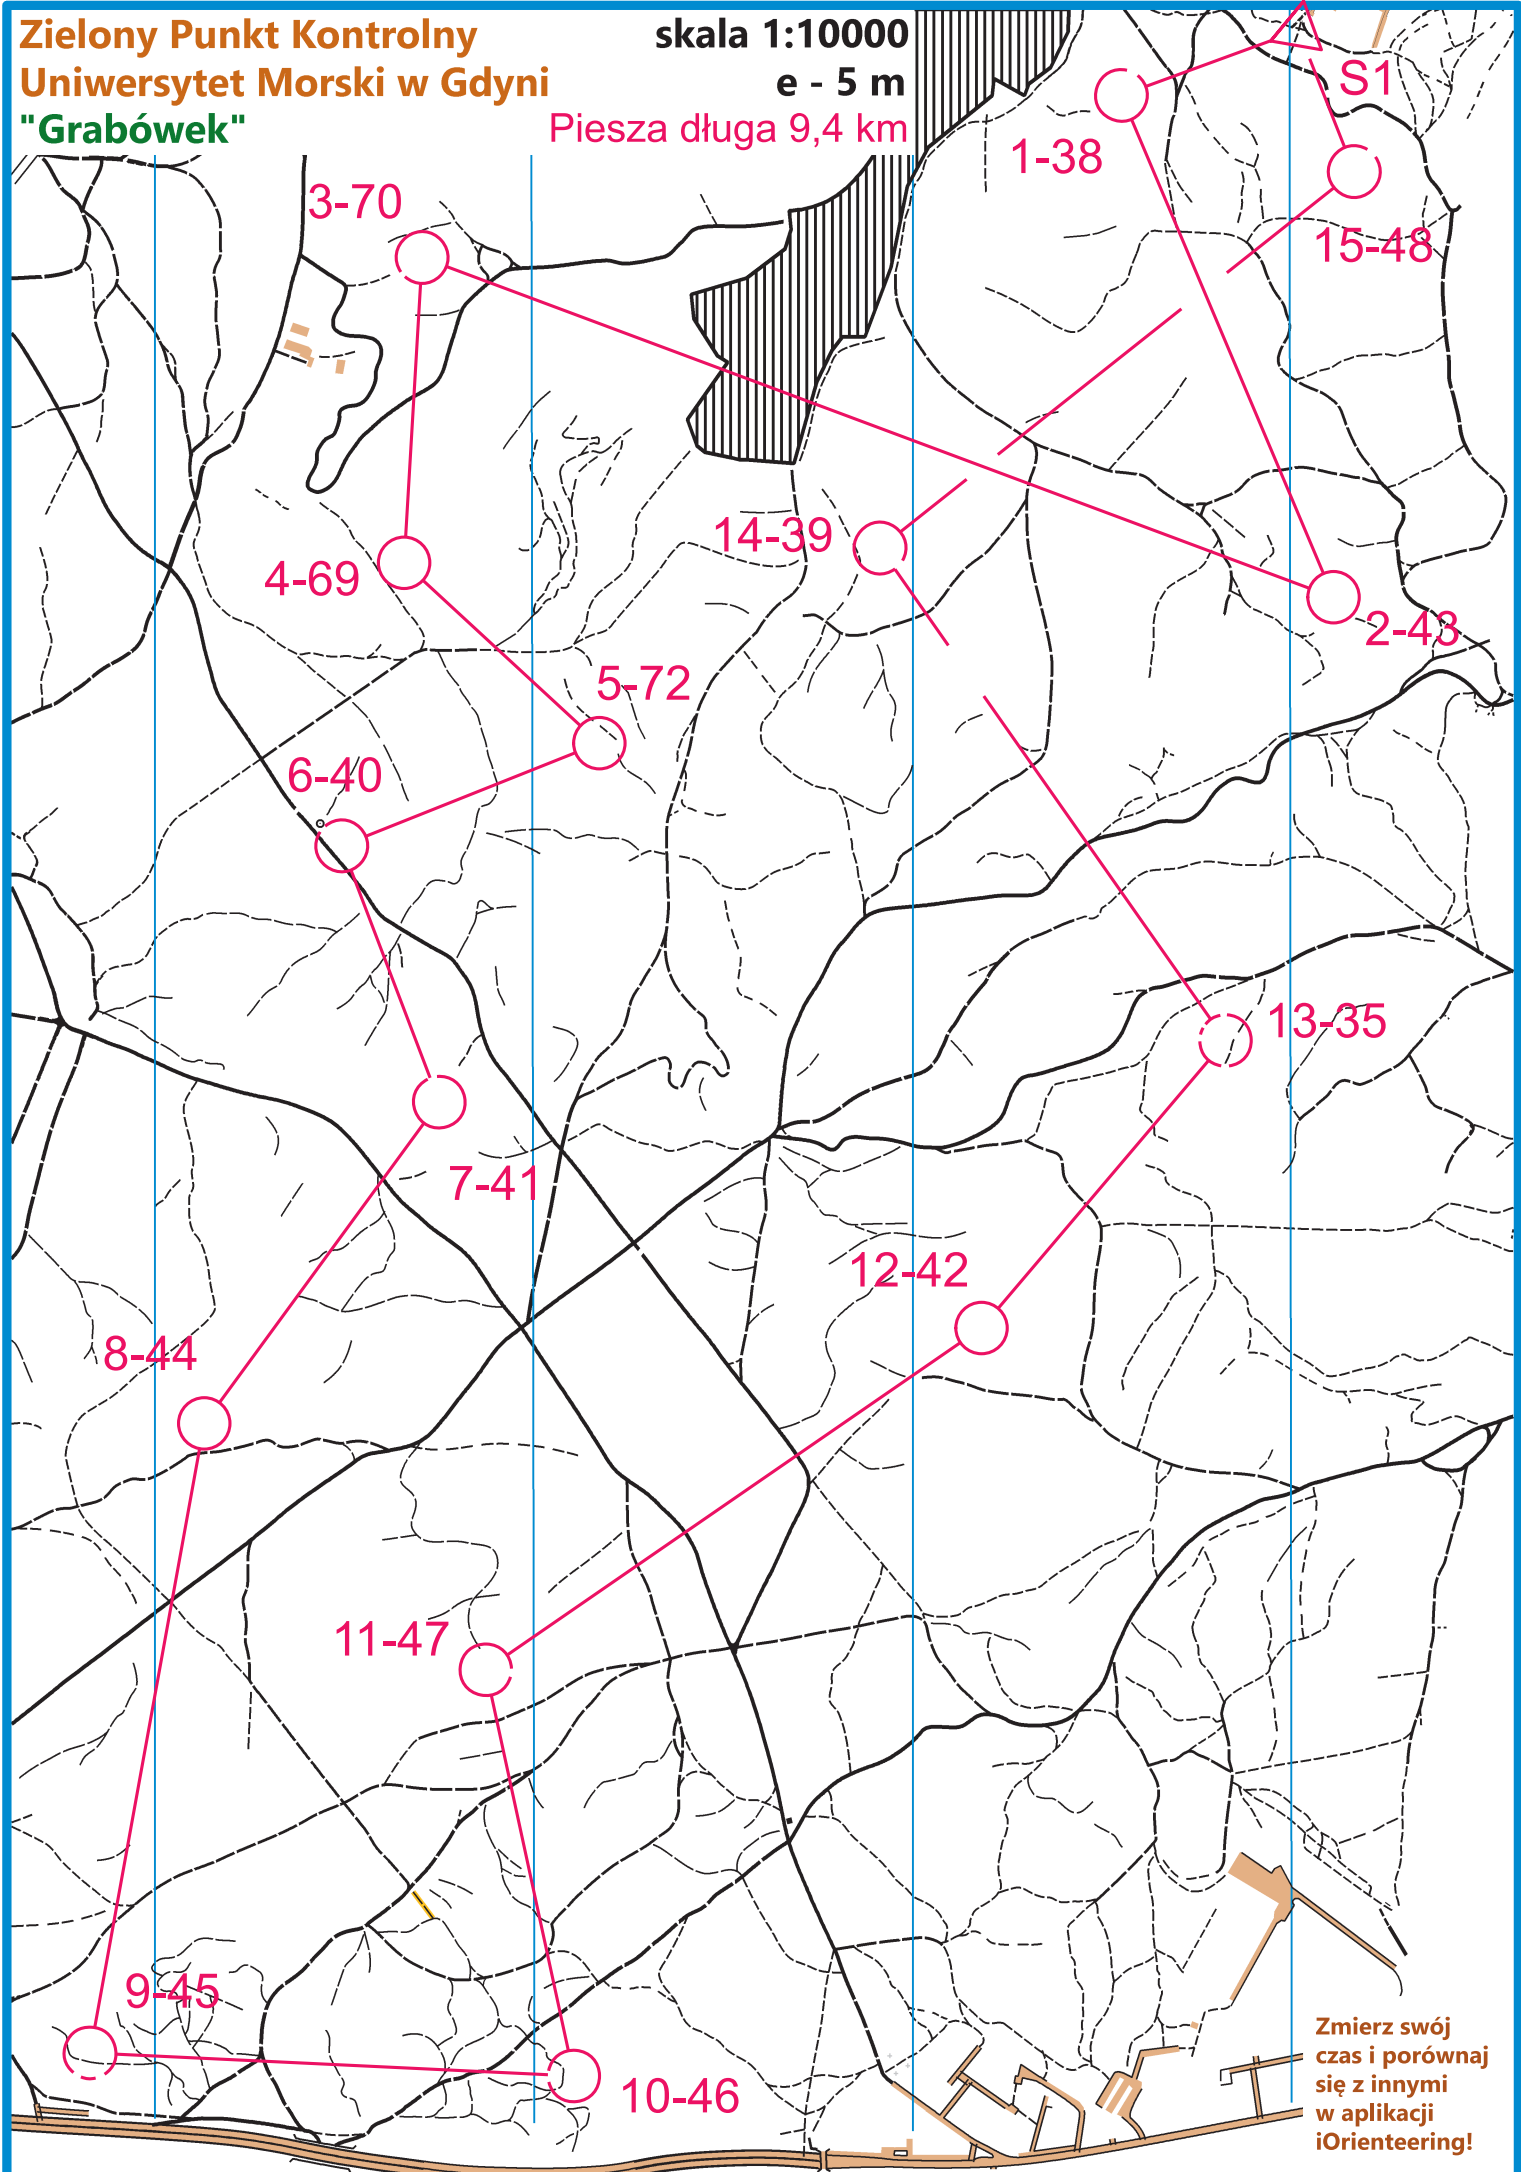 Zielony Punkt Kontrolny
Uniwersytet Morski w Gdyni
"Grabówek"
skala 1:10000
e - 5 m
Piesza długa 9,4 km
S1
1-38
3-70
15-48
14-39
4-69
2-43
5-72
6-40
13-35
7-41
12-42
8-44
11-47
9-45
10-46
Zmierz swój
czas i porównaj
się z innymi
w aplikacji
iOrienteering!